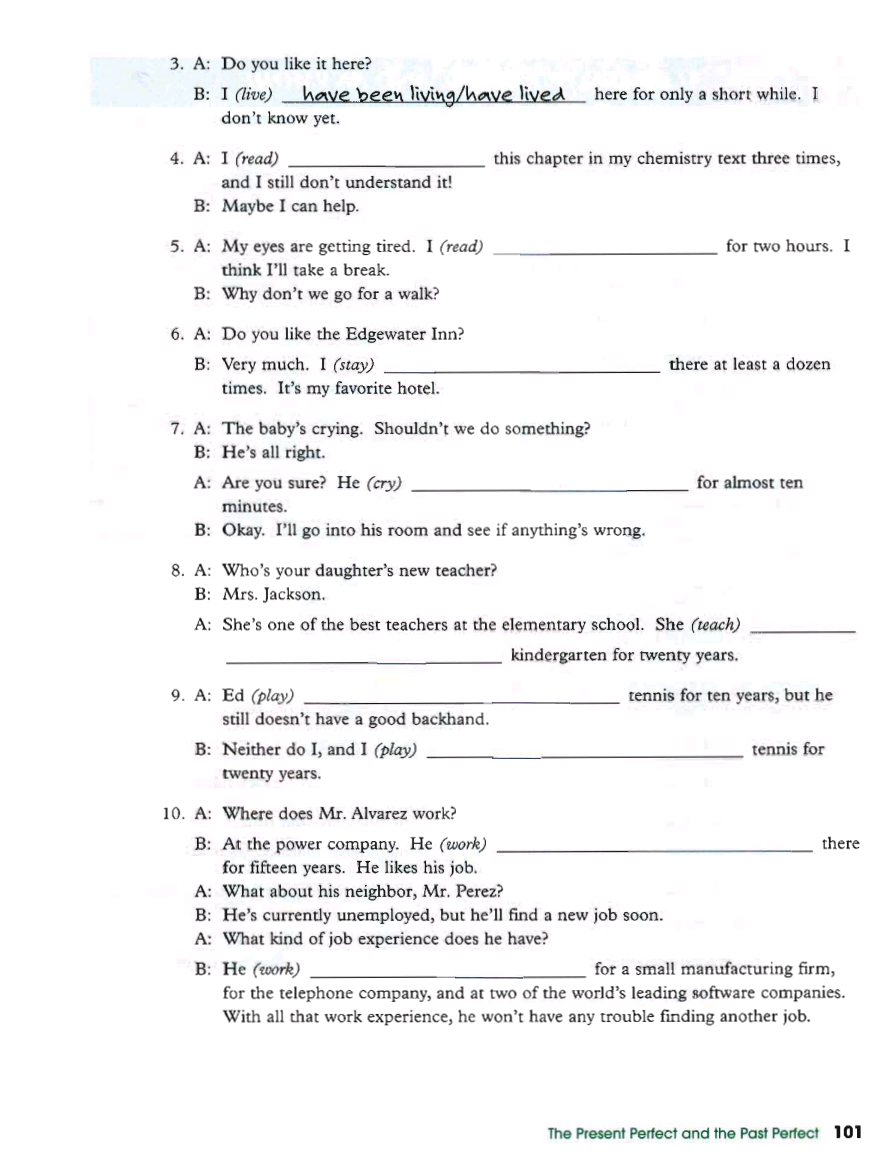 3. A: Do you like it here?
B: I (live) have been living/have lived here for only a short while. I
don't know yet.
4. A: I (read) ____________ this chapter in my chemistry text three times,
and I still don't understand it!
B: Maybe I can help.
5. A: My eyes are getting tired. I (read) ____________ for two hours. I
think I'll take a break.
B: Why don't we go for a walk?
6. A: Do you like the Edgewater Inn?
B: Very much. I (stay) ____________ there at least a dozen
times. It's my favorite hotel.
7. A: The baby's crying. Shouldn't we do something?
B: He's all right.
A: Are you sure? He (cry) ____________ for almost ten
minutes.
B: Okay. I'll go into his room and see if anything's wrong.
8. A: Who's your daughter's new teacher?
B: Mrs. Jackson.
A: She's one of the best teachers at the elementary school. She (teach) ______
____________ kindergarten for twenty years.
9. A: Ed (play) ____________ tennis for ten years, but he
still doesn't have a good backhand.
B: Neither do I, and I (play) ____________ tennis for
twenty years.
10. A: Where does Mr. Alvarez work?
B: At the power company. He (work) ____________ there
for fifteen years. He likes his job.
A: What about his neighbor, Mr. Perez?
B: He's currently unemployed, but he'll find a new job soon.
A: What kind of job experience does he have?
B: He (work) ____________ for a small manufacturing firm,
for the telephone company, and at two of the world's leading software companies.
With all that work experience, he won't have any trouble finding another job.
The Present Perfect and the Past Perfect 101